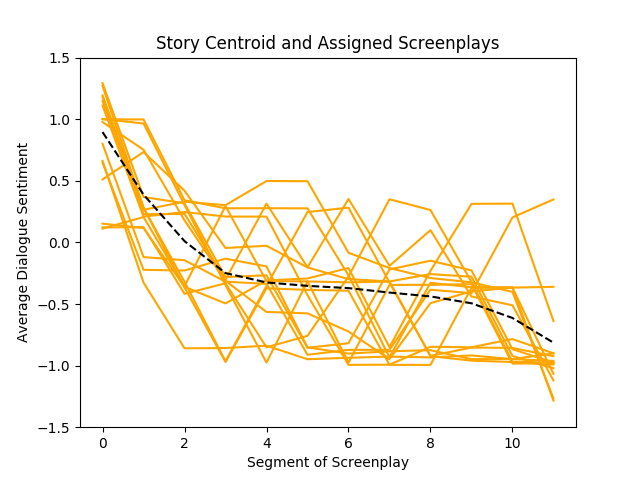 Story Centroid and Assigned Screenplays
1.5
1.0
0.5
0.0
−0.5
−1.0
−1.5
Average Dialogue Sentiment
0 2 4 6 8 10
Segment of Screenplay